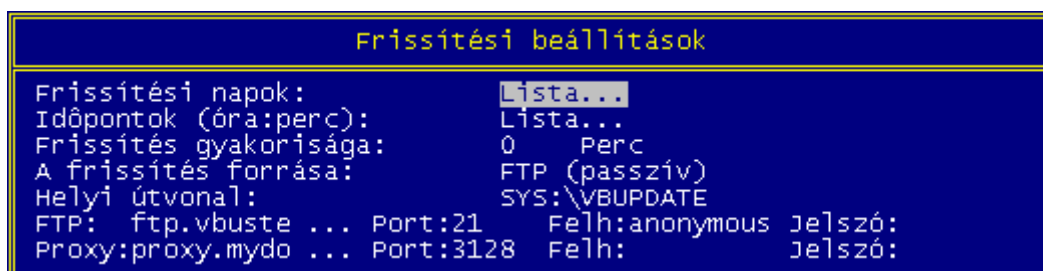 Frissítési beállítások
Frissítési napok: Lista...
Idôpontok (óra:perc): Lista...
Frissítés gyakorisága: 0 Perc
A frissítés forrása: FTP (passzív)
Helyi útvonal: SYS:\VBUPDATE
FTP: ftp.vbuste ... Port:21 Felh:anonymous Jelszó:
Proxy:proxy.mydo ... Port:3128 Felh: Jelszó: